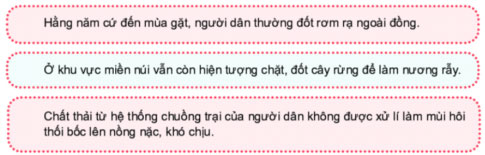 Hằng năm cứ đến mùa gặt, người dân thường đốt rơm rạ ngoài đồng.
Ở khu vực miền núi vẫn còn hiện tượng chặt, đốt cây rừng để làm nương rẫy.
Chất thải từ hệ thống chuồng trại của người dân không được xử lí làm mùi hôi
thối bốc lên nồng nặc, khó chịu.